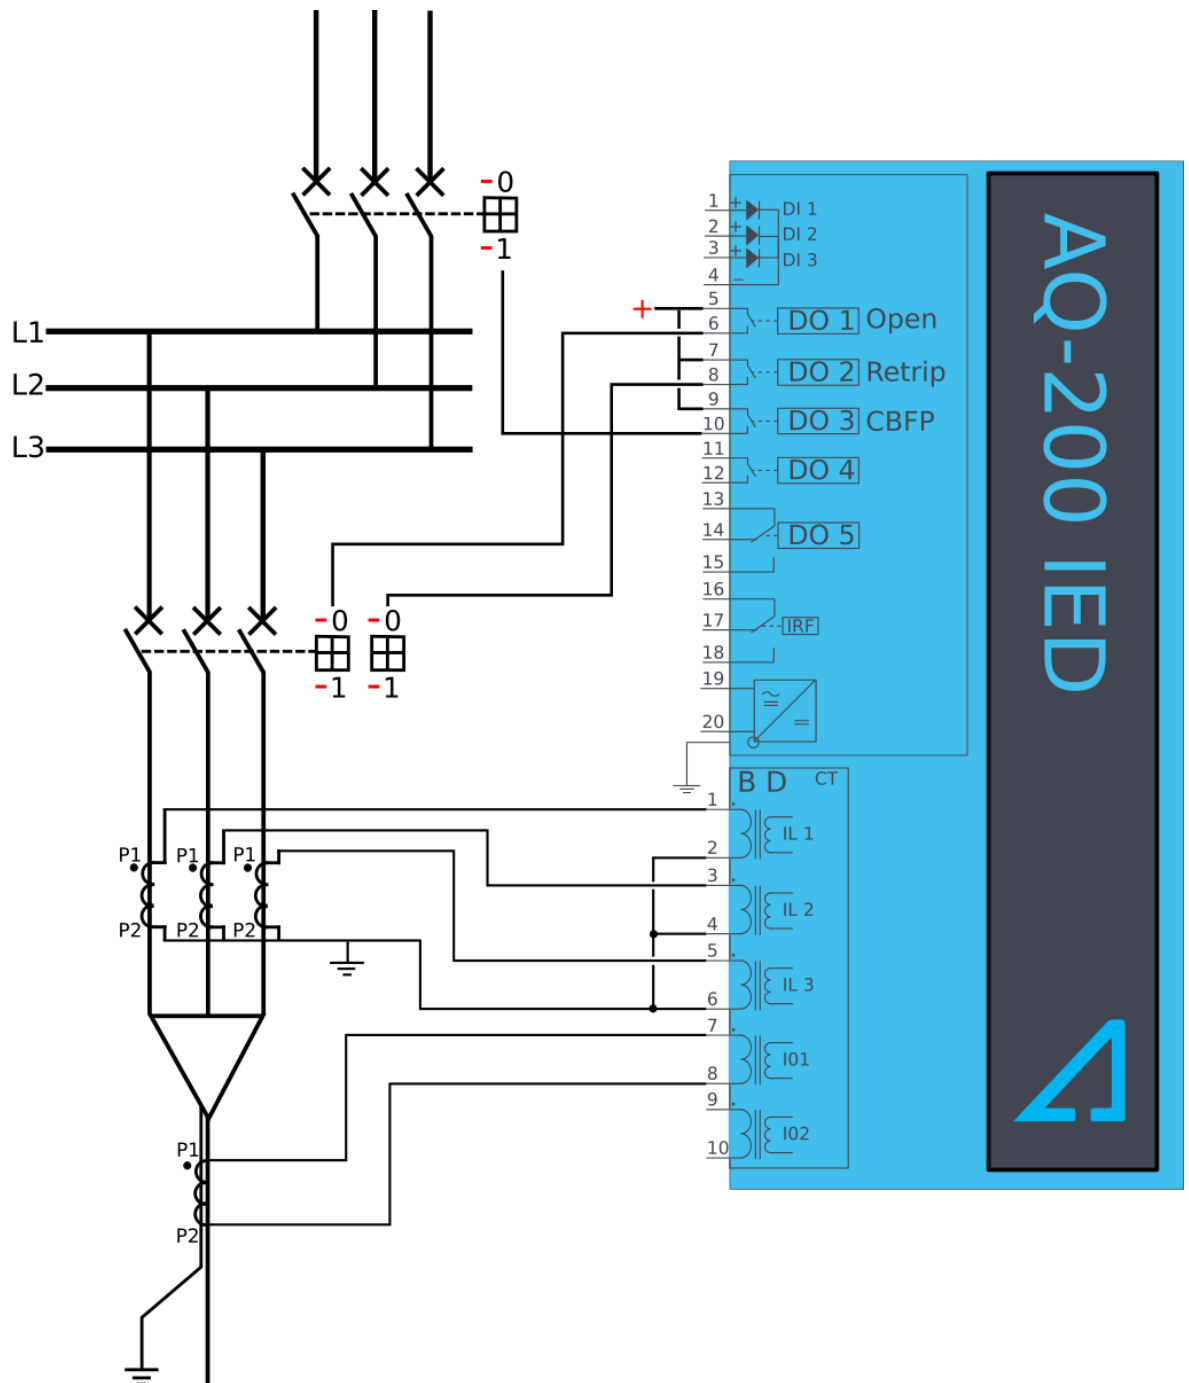 -0
-1
L1
L2
L3
-0
-1
-0
-1
P1
P1
P1
P2
P2
P2
P1
P2
+
1 + DI 1
2 + DI 2
3 + DI 3
4 -
5
6 DO 1 Open
7
8 DO 2 Retrip
9
10 DO 3 CBFP
11
12 DO 4
13
14 DO 5
15
16
17 IRF
18
19
20
B D CT
1
IL 1
2
3
IL 2
4
5
IL 3
6
7
I01
8
9
I02
10
AQ-200 IED